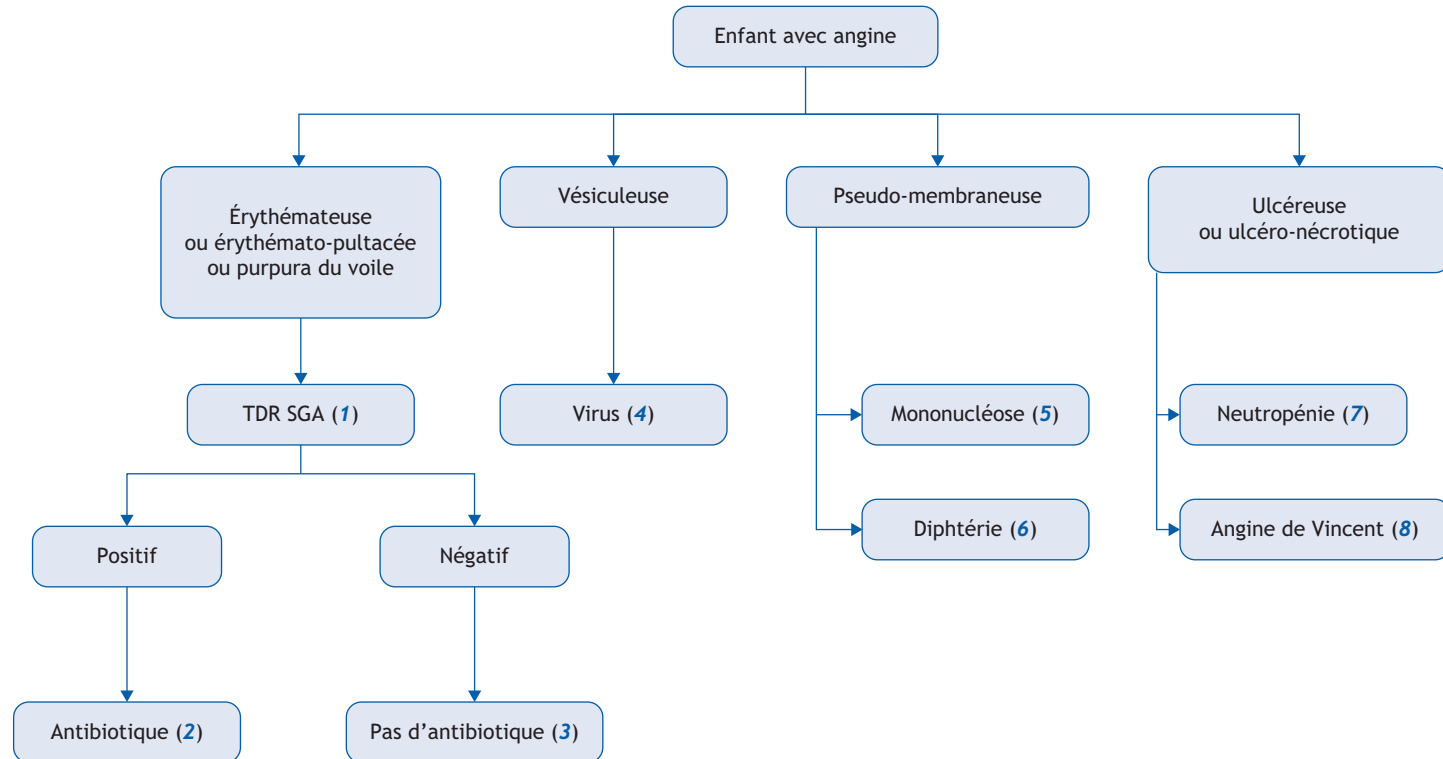 Enfant avec angine
Érythémateuse
ou érythémato-pultacée
ou purpura du voile
Vésiculeuse
Pseudo-membraneuse
Ulcéreuse
ou ulcéro-nécrotique
TDR SGA (1)
Virus (4)
Mononucléose (5)
Neutropénie (7)
Positif
Négatif
Diphtérie (6)
Angine de Vincent (8)
Antibiotique (2)
Pas d’antibiotique (3)